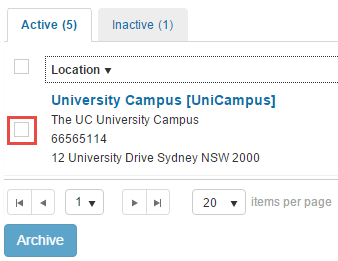 Active (5) Inactive (1)
Location
University Campus [UniCampus]
The UC University Campus
66565114
12 University Drive Sydney NSW 2000
1 20 items per page
Archive